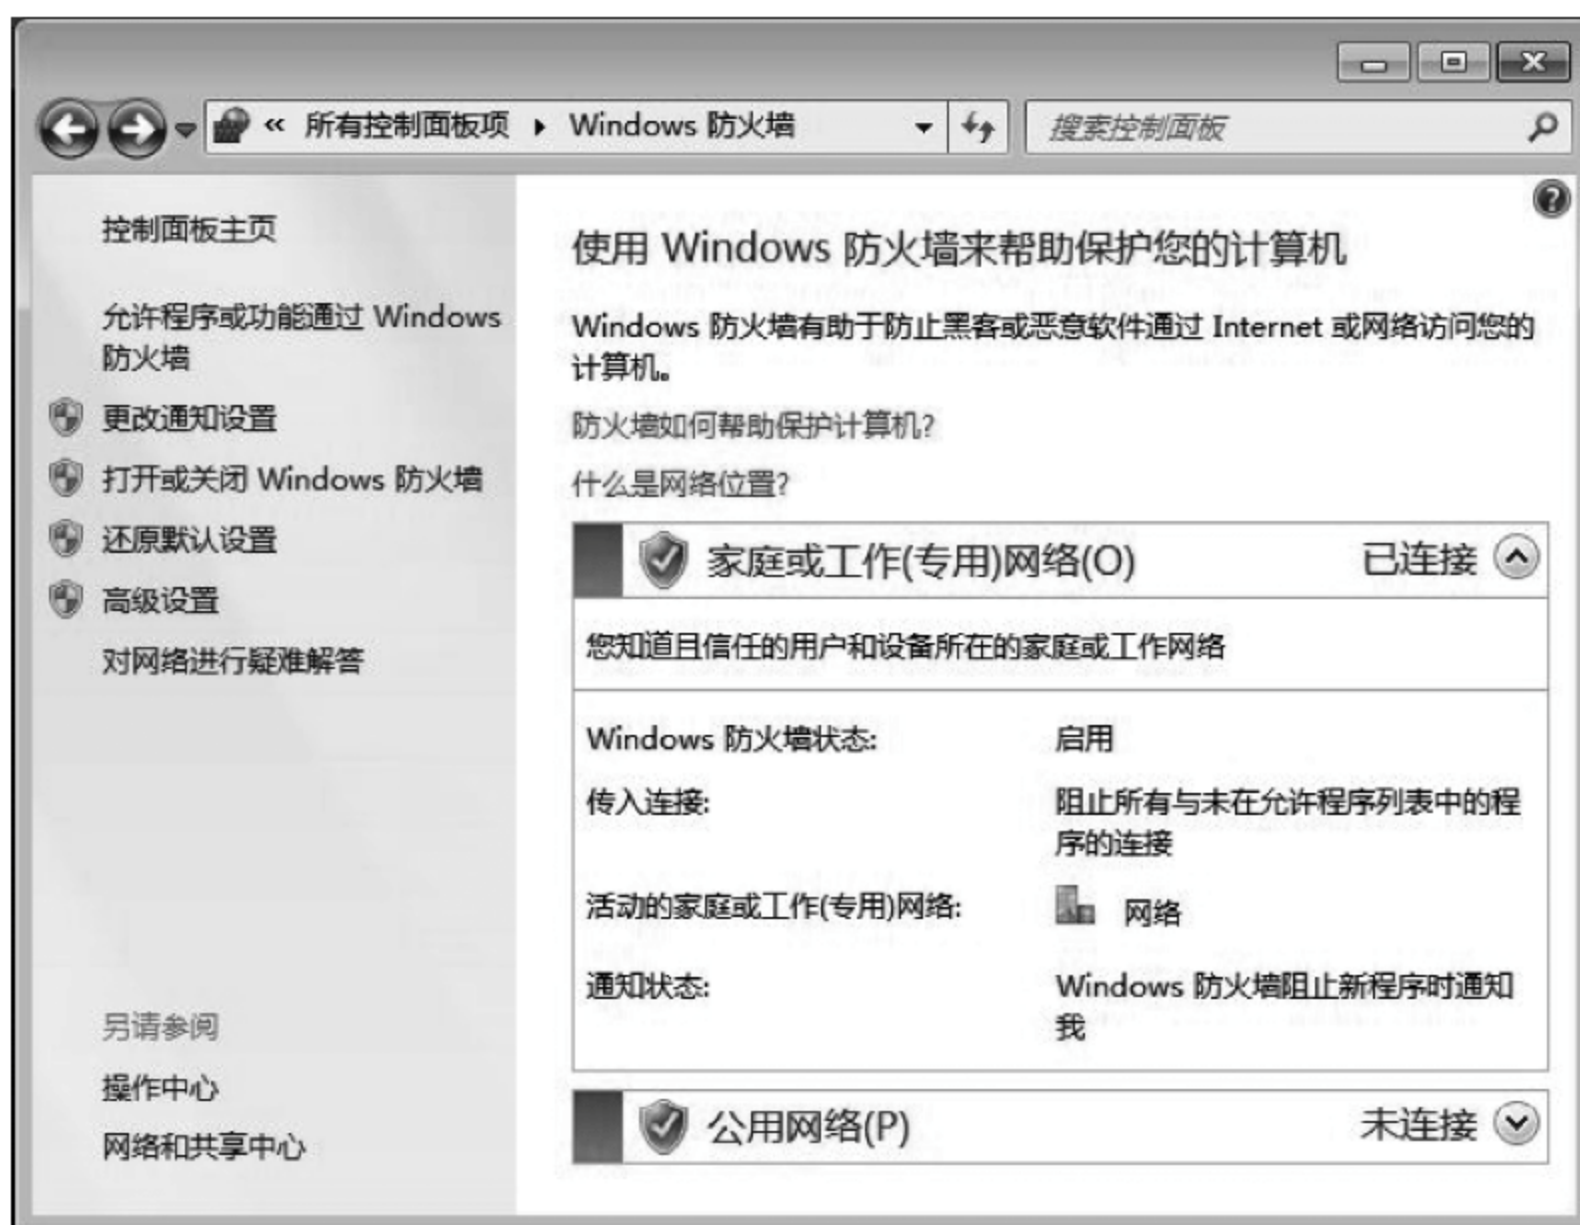 « 所有控制面板项 ▸ Windows 防火墙
搜索控制面板
控制面板主页
允许程序或功能通过 Windows
防火墙
更改通知设置
打开或关闭 Windows 防火墙
还原默认设置
高级设置
对网络进行疑难解答
另请参阅
操作中心
网络和共享中心
使用 Windows 防火墙来帮助保护您的计算机
Windows 防火墙有助于防止黑客或恶意软件通过 Internet 或网络访问您的
计算机。
防火墙如何帮助保护计算机?
什么是网络位置?
家庭或工作(专用)网络(O) 已连接
您知道且信任的用户和设备所在的家庭或工作网络
Windows 防火墙状态: 启用
传入连接: 阻止所有与未在允许程序列表中的程
序的连接
活动的家庭或工作(专用)网络: 网络
通知状态: Windows 防火墙阻止新程序时通知
我
公用网络(P) 未连接